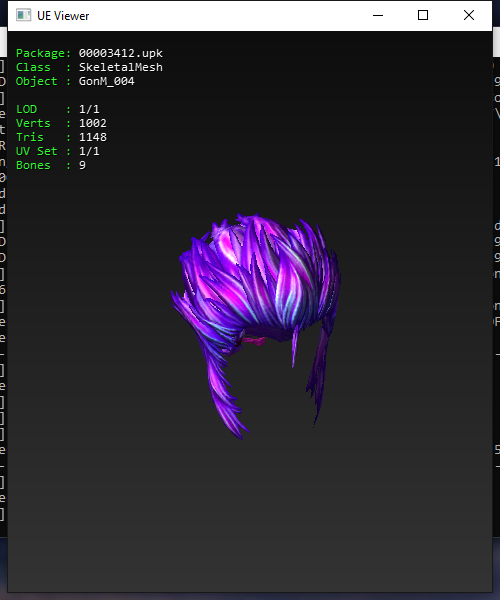 UE Viewer
Package: 00003412.upk
Class : SkeletalMesh
Object : GonM_004
LOD : 1/1
Verts : 1002
Tris : 1148
UV Set : 1/1
Bones : 9